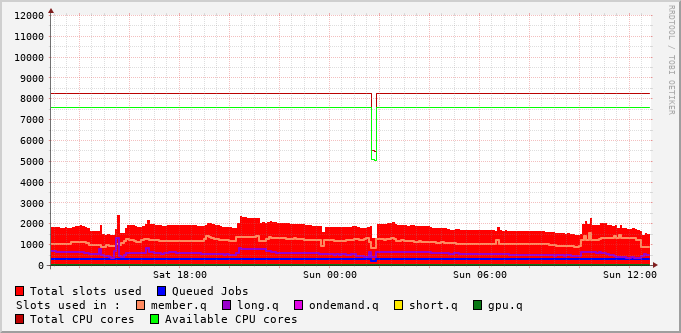 RRDTOOL / TOBI OETIKER
12000
11000
10000
9000
8000
7000
6000
5000
4000
3000
2000
1000
0
Sat 18:00 Sun 00:00 Sun 06:00 Sun 12:00
Total slots used Queued Jobs
Slots used in : member.q long.q ondemand.q short.q gpu.q
Total CPU cores Available CPU cores